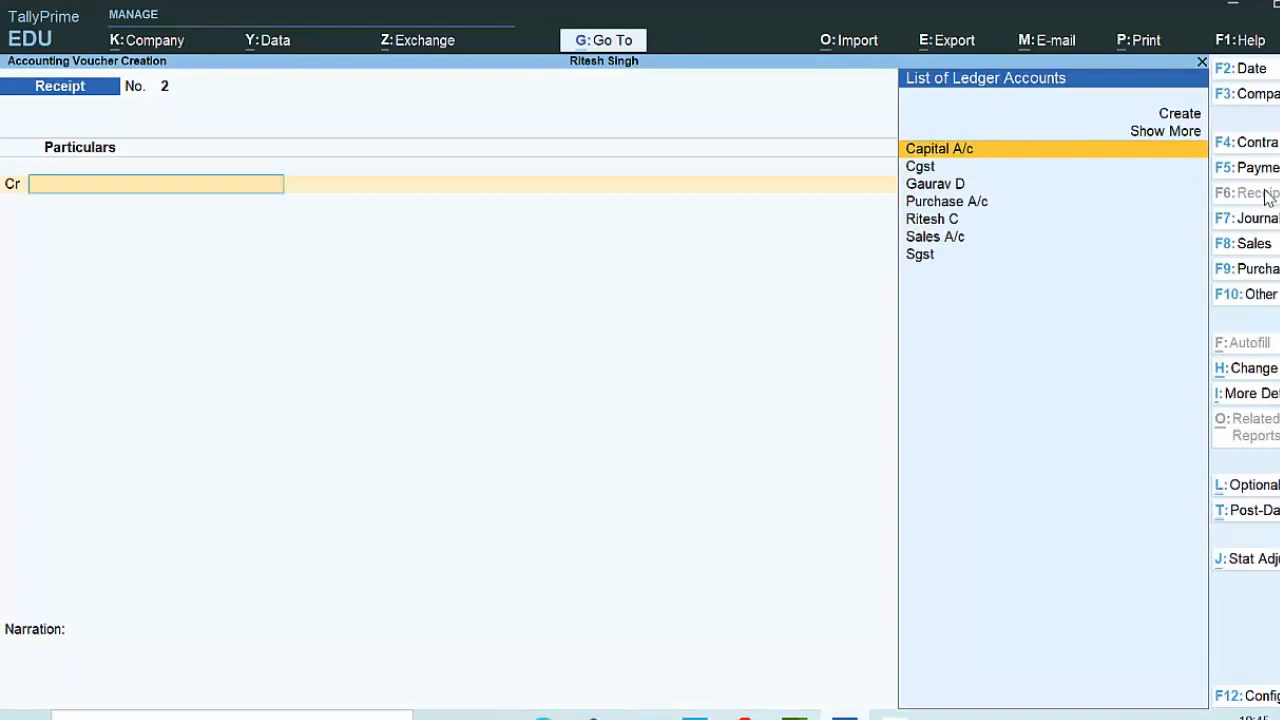 TallyPrime
EDU
MANAGE
K:Company
Y:Data
Z:Exchange
G:Go To
O:Import
E:Export
M:E-mail
P:Print
F1:Help
Accounting Voucher Creation
Ritesh Singh
Receipt No. 2
Particulars
Cr
Narration:
List of Ledger Accounts
Create
Show More
Capital A/c
Cgst
Gaurav D
Purchase A/c
Ritesh C
Sales A/c
Sgst
F2:Date
F3:Compa
F4:Contra
F5:Payme
F6:Receip
F7:Journal
F8:Sales
F9:Purcha
F10:Other
F:Autofill
H:Change
I:More Det
O:Related
Reports
L:Optional
T:Post-Da
J:Stat Adj
F12:Config